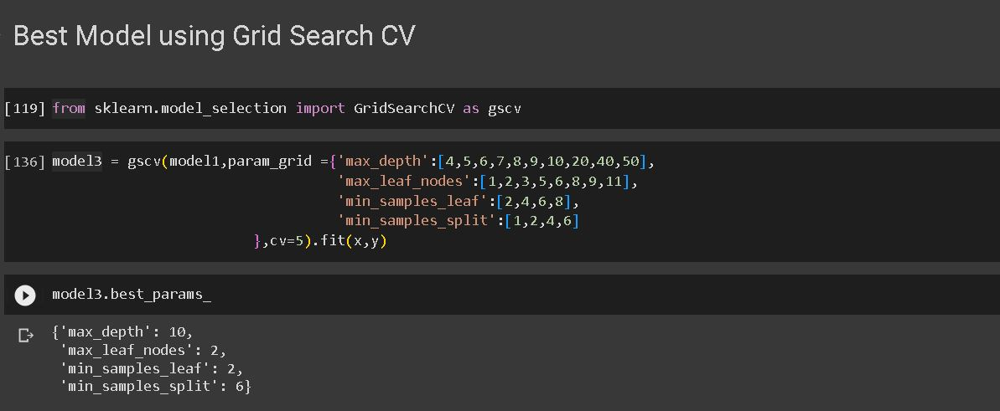 Best Model using Grid Search CV
[119] from sklearn.model_selection import GridSearchCV as gscv
[136] model3 = gscv(model1,param_grid ={'max_depth':[4,5,6,7,8,9,10,20,40,50],
'max_leaf_nodes':[1,2,3,5,6,8,9,11],
'min_samples_leaf':[2,4,6,8],
'min_samples_split':[1,2,4,6]
},cv=5).fit(x,y)
model3.best_params_
{'max_depth': 10,
'max_leaf_nodes': 2,
'min_samples_leaf': 2,
'min_samples_split': 6}